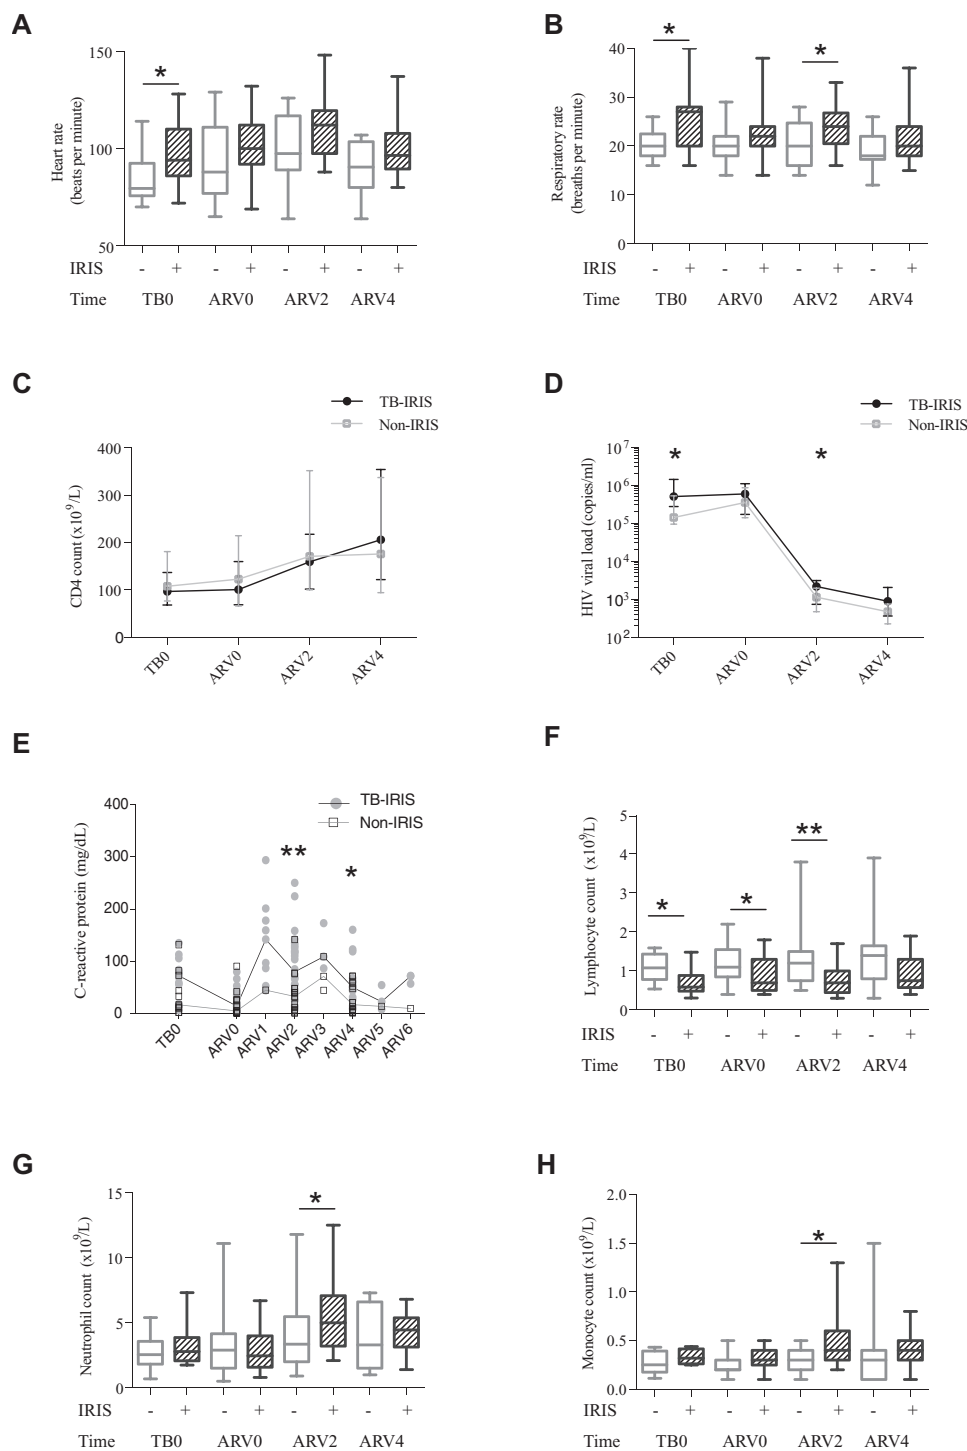 A
Heart rate
(beats per minute)
150
100
50
*
IRIS - + - + - + - +
Time TB0 ARV0 ARV2 ARV4
B
Respiratory rate
(breaths per minute)
40
30
20
10
0
* *
IRIS - + - + - + - +
Time TB0 ARV0 ARV2 ARV4
C
TB-IRIS
Non-IRIS
CD4 count (x10⁹/L)
400
300
200
100
0
TB0 ARV0 ARV2 ARV4
D
TB-IRIS
Non-IRIS
HIV viral load (copies/ml)
10⁷
10⁶
10⁵
10⁴
10³
10²
* *
TB0 ARV0 ARV2 ARV4
E
TB-IRIS
Non-IRIS
C-reactive protein (mg/dL)
400
300
200
100
0
** *
TB0 ARV0 ARV1 ARV2 ARV3 ARV4 ARV5 ARV6
F
Lymphocyte count (x10⁹/L)
5
4
3
2
1
0
* * **
IRIS - + - + - + - +
Time TB0 ARV0 ARV2 ARV4
G
Neutrophil count (x10⁹/L)
15
10
5
0
*
IRIS - + - + - + - +
Time TB0 ARV0 ARV2 ARV4
H
Monocyte count (x10⁹/L)
2.0
1.5
1.0
0.5
0.0
*
IRIS - + - + - + - +
Time TB0 ARV0 ARV2 ARV4